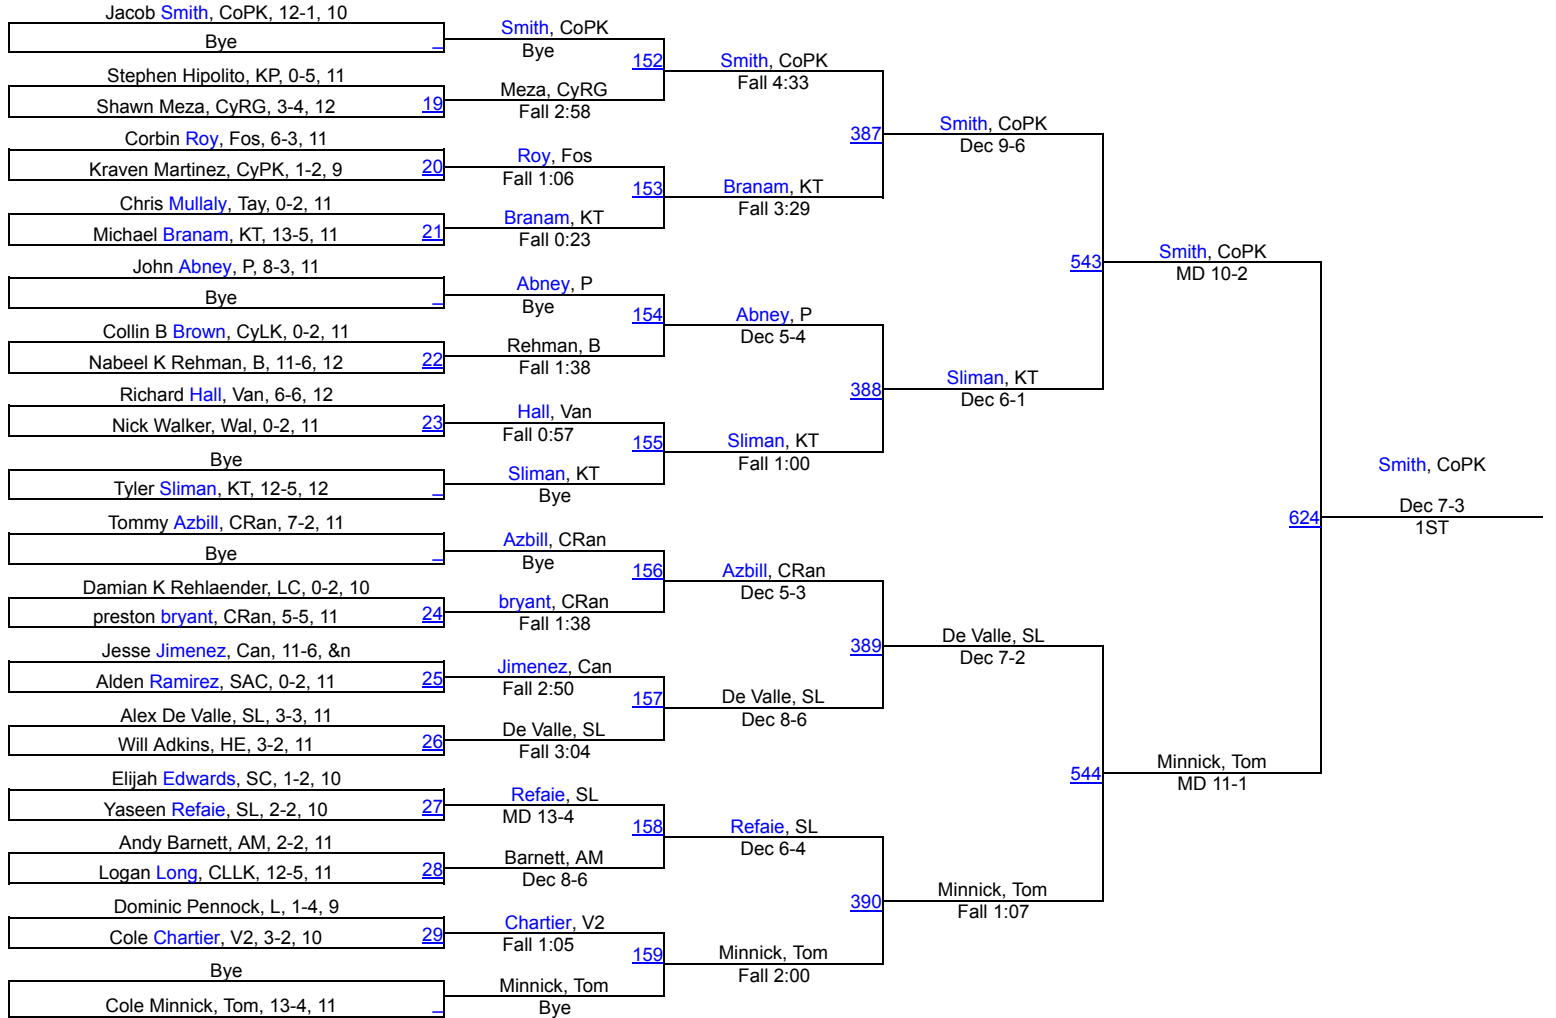 Jacob Smith, CoPK, 12-1, 10
Bye
Stephen Hipolito, KP, 0-5, 11
Shawn Meza, CyRG, 3-4, 12
19
Corbin Roy, Fos, 6-3, 11
Kraven Martinez, CyPK, 1-2, 9
20
Chris Mullaly, Tay, 0-2, 11
Michael Branam, KT, 13-5, 11
21
John Abney, P, 8-3, 11
Bye
Collin B Brown, CyLK, 0-2, 11
Nabeel K Rehman, B, 11-6, 12
22
Richard Hall, Van, 6-6, 12
Nick Walker, Wal, 0-2, 11
23
Bye
Tyler Sliman, KT, 12-5, 12
Tommy Azbill, CRan, 7-2, 11
Bye
Damian K Rehlaender, LC, 0-2, 10
preston bryant, CRan, 5-5, 11
24
Jesse Jimenez, Can, 11-6, &n
Alden Ramirez, SAC, 0-2, 11
25
Alex De Valle, SL, 3-3, 11
Will Adkins, HE, 3-2, 11
26
Elijah Edwards, SC, 1-2, 10
Yaseen Refaie, SL, 2-2, 10
27
Andy Barnett, AM, 2-2, 11
Logan Long, CLLK, 12-5, 11
28
Dominic Pennock, L, 1-4, 9
Cole Chartier, V2, 3-2, 10
29
Bye
Cole Minnick, Tom, 13-4, 11
Smith, CoPK
Bye
152
Meza, CyRG
Fall 2:58
Roy, Fos
Fall 1:06
153
Branam, KT
Fall 0:23
Abney, P
Bye
154
Rehman, B
Fall 1:38
Hall, Van
Fall 0:57
155
Sliman, KT
Bye
Azbill, CRan
Bye
156
bryant, CRan
Fall 1:38
Jimenez, Can
Fall 2:50
157
De Valle, SL
Fall 3:04
Refaie, SL
MD 13-4
158
Barnett, AM
Dec 8-6
Chartier, V2
Fall 1:05
159
Minnick, Tom
Bye
Smith, CoPK
Fall 4:33
387
Branam, KT
Fall 3:29
Abney, P
Dec 5-4
388
Sliman, KT
Fall 1:00
Azbill, CRan
Dec 5-3
389
De Valle, SL
Dec 8-6
Refaie, SL
Dec 6-4
390
Minnick, Tom
Fall 2:00
Smith, CoPK
Dec 9-6
543
Sliman, KT
Dec 6-1
De Valle, SL
Dec 7-2
544
Minnick, Tom
Fall 1:07
Smith, CoPK
MD 10-2
624
Minnick, Tom
MD 11-1
Smith, CoPK
Dec 7-3
1ST